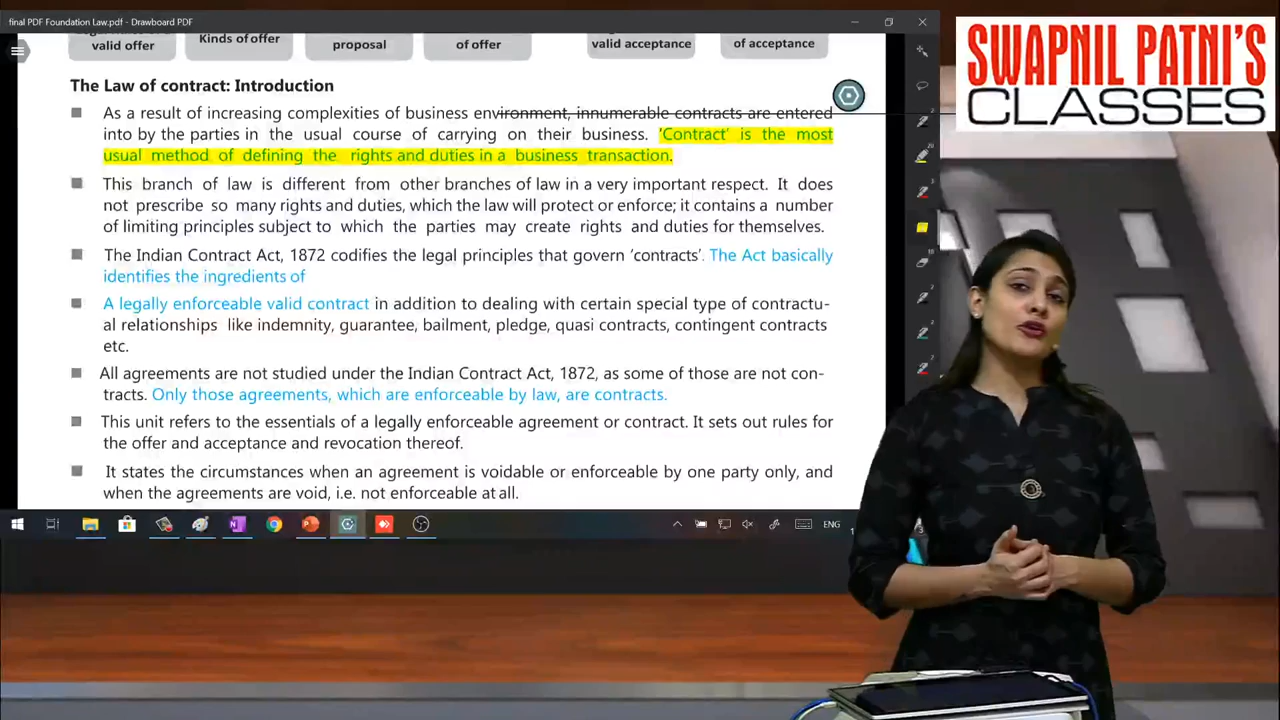 final PDF Foundation Law.pdf - Drawboard PDF
SWAPNIL PATNI'S
CLASSES
valid offer
Kinds of offer
proposal
of offer
valid acceptance
of acceptance
The Law of contract: Introduction
As a result of increasing complexities of business environment, innumerable contracts are entered
into by the parties in the usual course of carrying on their business. 'Contract' is the most
usual method of defining the rights and duties in a business transaction.
This branch of law is different from other branches of law in a very important respect. It does
not prescribe so many rights and duties, which the law will protect or enforce; it contains a number
of limiting principles subject to which the parties may create rights and duties for themselves.
The Indian Contract Act, 1872 codifies the legal principles that govern 'contracts'. The Act basically
identifies the ingredients of
A legally enforceable valid contract in addition to dealing with certain special type of contractu-
al relationships like indemnity, guarantee, bailment, pledge, quasi contracts, contingent contracts
etc.
All agreements are not studied under the Indian Contract Act, 1872, as some of those are not con-
tracts. Only those agreements, which are enforceable by law, are contracts.
This unit refers to the essentials of a legally enforceable agreement or contract. It sets out rules for
the offer and acceptance and revocation thereof.
It states the circumstances when an agreement is voidable or enforceable by one party only, and
when the agreements are void, i.e. not enforceable at all.
ENG